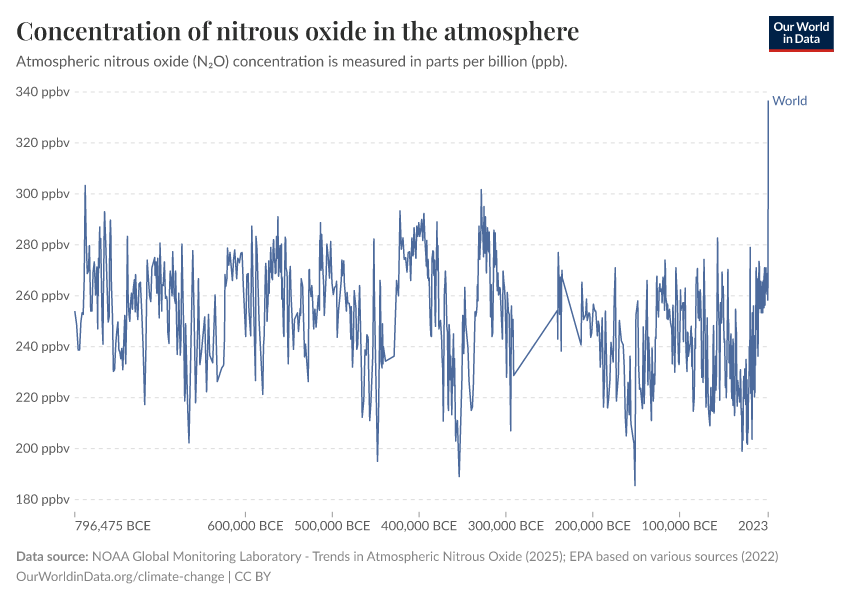 Concentration of nitrous oxide in the atmosphere
Our World
in Data
Atmospheric nitrous oxide (N₂O) concentration is measured in parts per billion (ppb).
340 ppbv
World
320 ppbv
300 ppbv
280 ppbv
260 ppbv
240 ppbv
220 ppbv
200 ppbv
180 ppbv
796,475 BCE 600,000 BCE 500,000 BCE 400,000 BCE 300,000 BCE 200,000 BCE 100,000 BCE 2023
Data source: NOAA Global Monitoring Laboratory - Trends in Atmospheric Nitrous Oxide (2025); EPA based on various sources (2022)
OurWorldinData.org/climate-change | CC BY